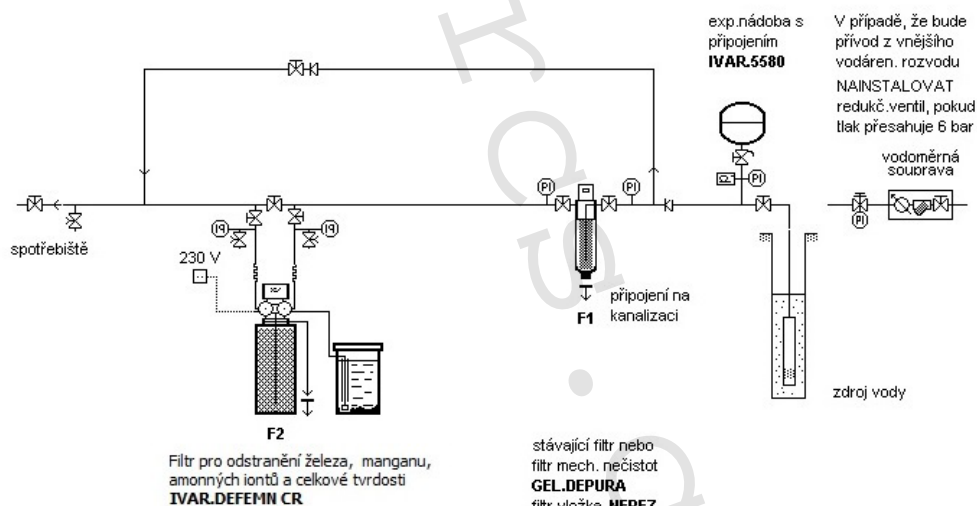 exp.nádoba s
připojením
IVAR.5580
V případě, že bude
přívod z vnějšího
vodáren. rozvodu
NAINSTALOVAT
redukč.ventil, pokud
tlak přesahuje 6 bar
vodoměrná
souprava
PI
PI
PI
PI
spotřebiště
PI
PI
230 V
připojení na
kanalizaci
F1
zdroj vody
F2
Filtr pro odstranění železa, manganu,
amonných iontů a celkové tvrdosti
IVAR.DEFEMN CR
stávající filtr nebo
filtr mech. nečistot
GEL.DEPURA
filtr.vložka NEREZ